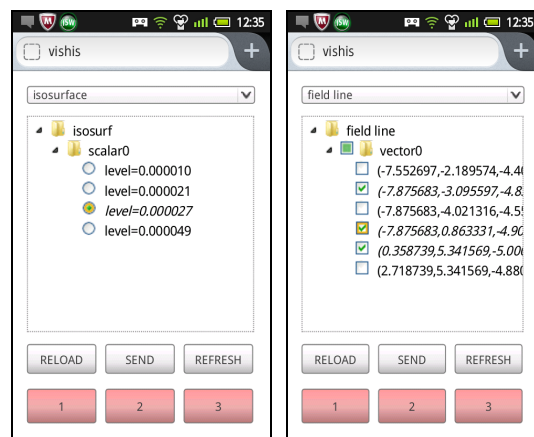 12:35
vishis
isosurface
isosurf
scalar0
level=0.000010
level=0.000021
level=0.000027
level=0.000049
RELOAD SEND REFRESH
1 2 3
12:35
vishis
field line
field line
vector0
(-7.552697,-2.189574,-4.40
(-7.875683,-3.095597,-4.8
(-7.875683,-4.021316,-4.5
(-7.875683,0.863331,-4.90
(0.358739,5.341569,-5.00
(2.718739,5.341569,-4.880
RELOAD SEND REFRESH
1 2 3